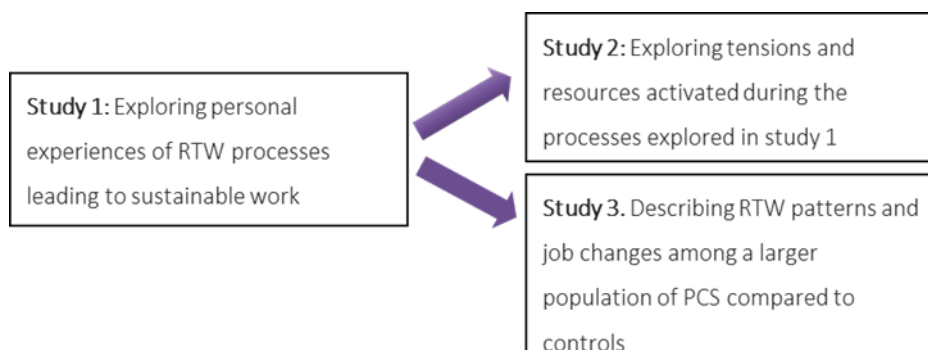 Study 1: Exploring personal
experiences of RTW processes
leading to sustainable work
Study 2: Exploring tensions and
resources activated during the
processes explored in study 1
Study 3. Describing RTW patterns and
job changes among a larger
population of PCS compared to
controls